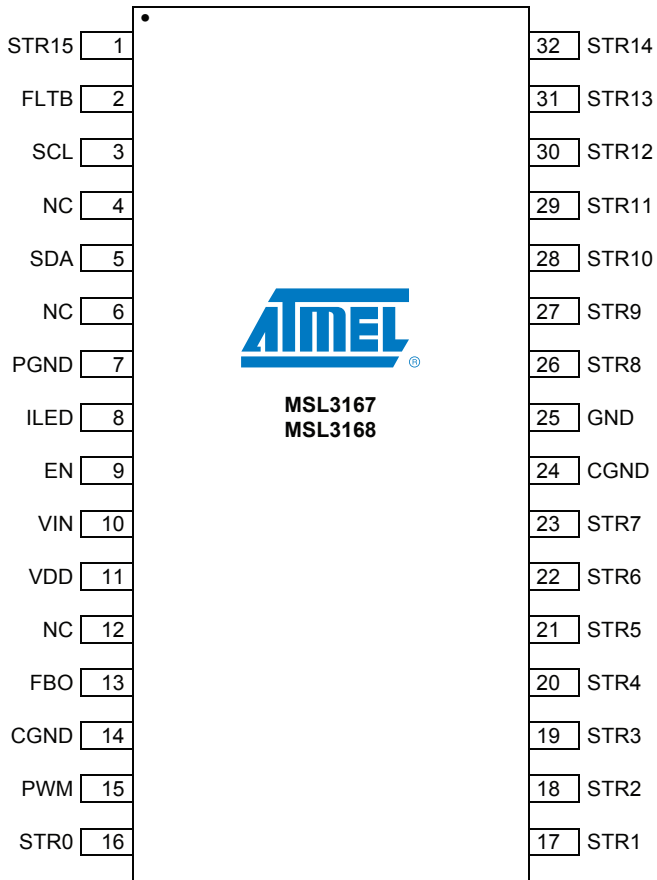 STR15 1 32 STR14
FLTB 2 31 STR13
SCL 3 30 STR12
NC 4 29 STR11
SDA 5 28 STR10
NC 6 27 STR9
PGND 7 26 STR8
ILED 8 25 GND
EN 9 24 CGND
VIN 10 23 STR7
VDD 11 22 STR6
NC 12 21 STR5
FBO 13 20 STR4
CGND 14 19 STR3
PWM 15 18 STR2
STR0 16 17 STR1
ATMEL ®
MSL3167
MSL3168